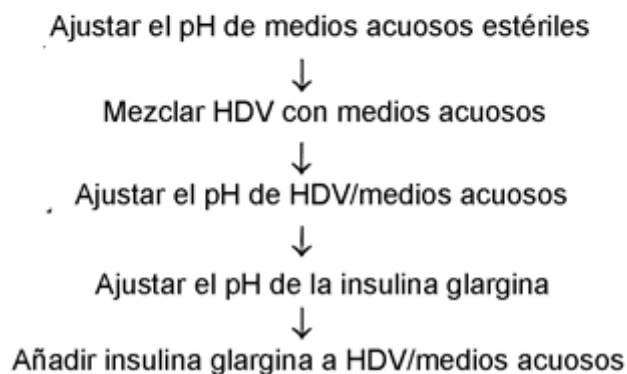 Ajustar el pH de medios acuosos estériles
↓
Mezclar HDV con medios acuosos
↓
Ajustar el pH de HDV/medios acuosos
↓
Ajustar el pH de la insulina glargina
↓
Añadir insulina glargina a HDV/medios acuosos